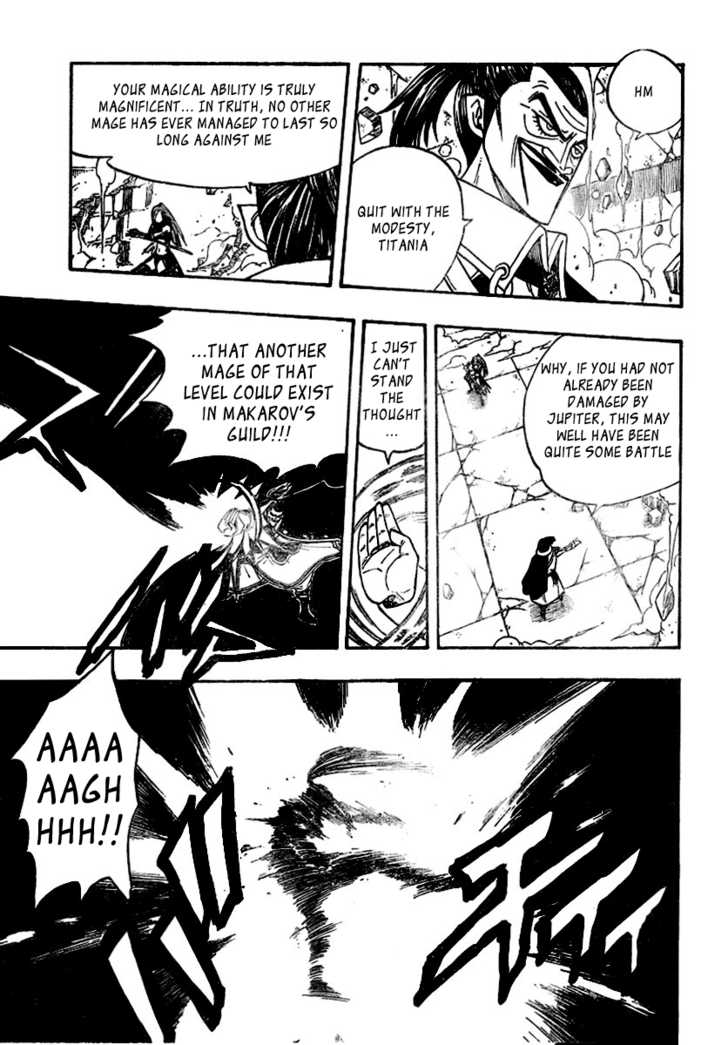 HM
QUIT WITH THE
MODESTY,
TITANIA
YOUR MAGICAL ABILITY IS TRULY
MAGNIFICENT... IN TRUTH, NO OTHER
MAGE HAS EVER MANAGED TO LAST SO
LONG AGAINST ME
WHY, IF YOU HAD NOT
ALREADY BEEN
DAMAGED BY
JUPITER, THIS MAY
WELL HAVE BEEN
QUITE SOME BATTLE
I JUST
CAN'T
STAND
THE
THOUGHT
...
...THAT ANOTHER
MAGE OF THAT
LEVEL COULD EXIST
IN MAKAROV'S
GUILD!!!
AAAA
AAGH
HHH!!